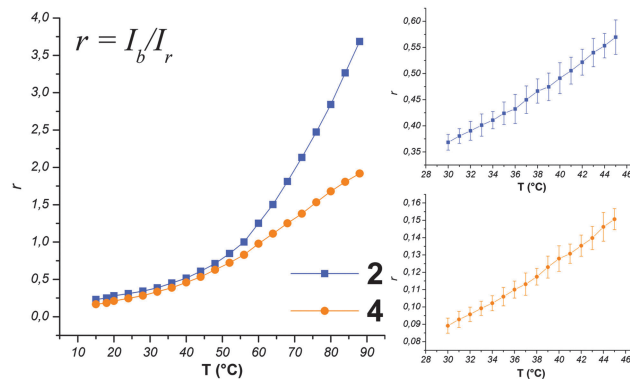 r = I_b/I_r
4,0
3,5
3,0
2,5
2,0
1,5
1,0
0,5
0,0
r
10 20 30 40 50 60 70 80 90
T (°C)
2
4
0,60
0,55
0,50
0,45
0,40
0,35
r
28 30 32 34 36 38 40 42 44 46
T (°C)
0,16
0,15
0,14
0,13
0,12
0,11
0,10
0,09
0,08
r
28 30 32 34 36 38 40 42 44 46
T (°C)